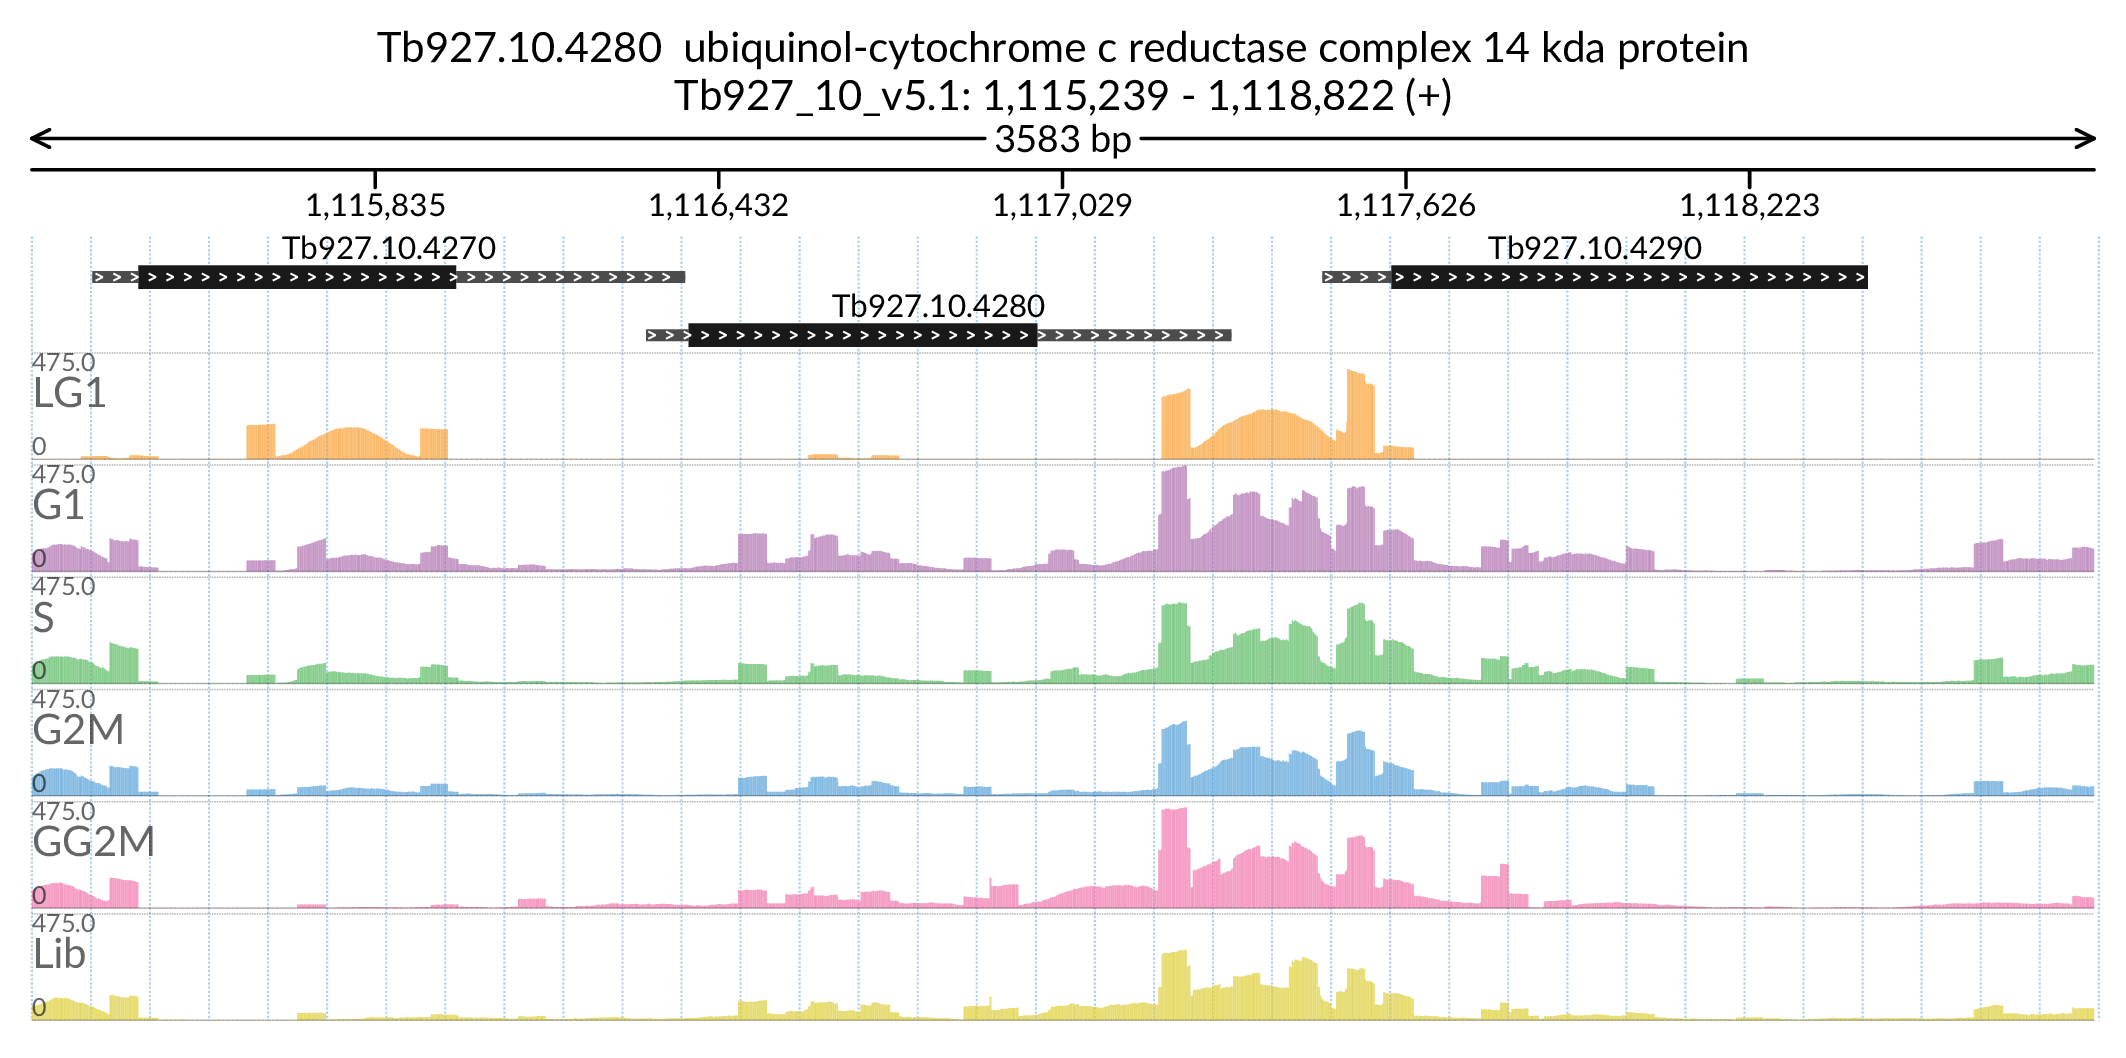 Tb927.10.4280  ubiquinol-cytochrome c reductase complex 14 kda protein
Tb927_10_v5.1: 1,115,239 - 1,118,822 (+)
3583 bp
1,115,835 1,116,432 1,117,029 1,117,626 1,118,223
Tb927.10.4270 Tb927.10.4290
Tb927.10.4280
475.0
LG1
0
475.0
G1
0
475.0
S
0
475.0
G2M
0
475.0
GG2M
0
475.0
Lib
0